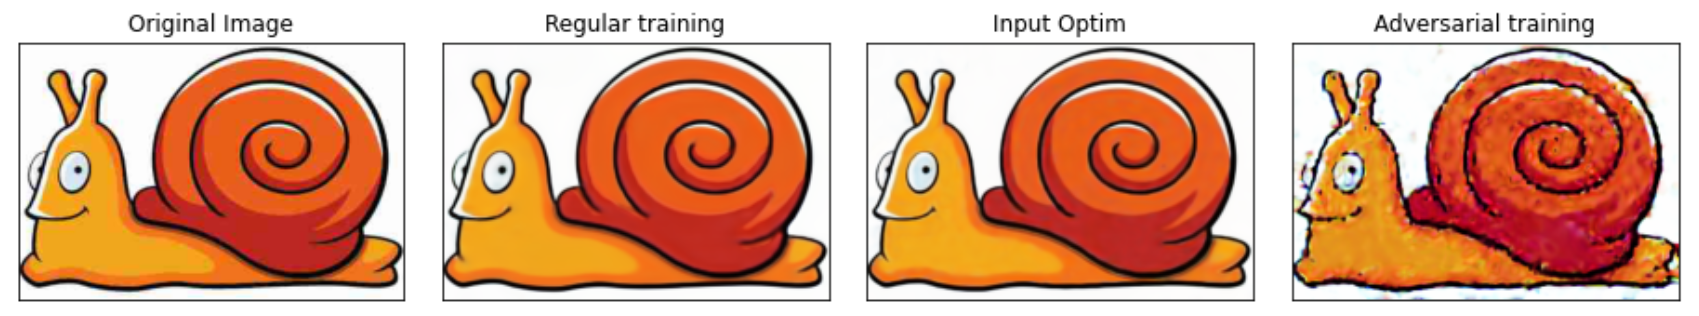 Original Image
Regular training
Input Optim
Adversarial training